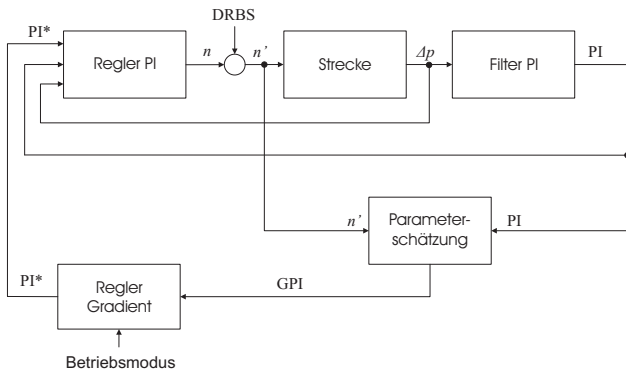 DRBS
PI*
Regler PI
n
n'
Strecke
Δp
Filter PI
PI
n'
Parameter-
schätzung
PI
PI*
Regler
Gradient
GPI
Betriebsmodus